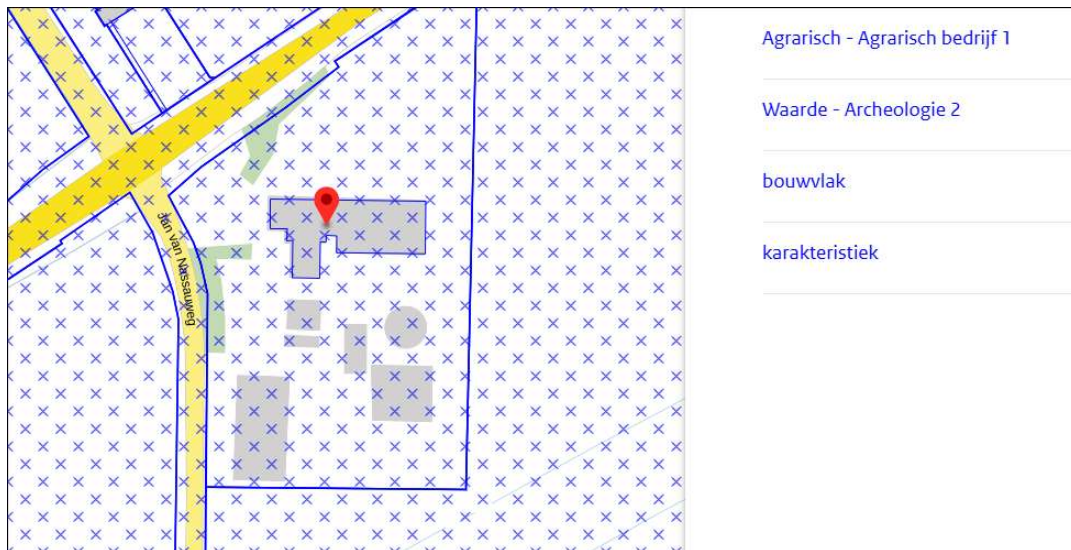 Agrarisch - Agrarisch bedrijf 1
Waarde - Archeologie 2
bouwvlak
karakteristiek
Jan van Nassauweg